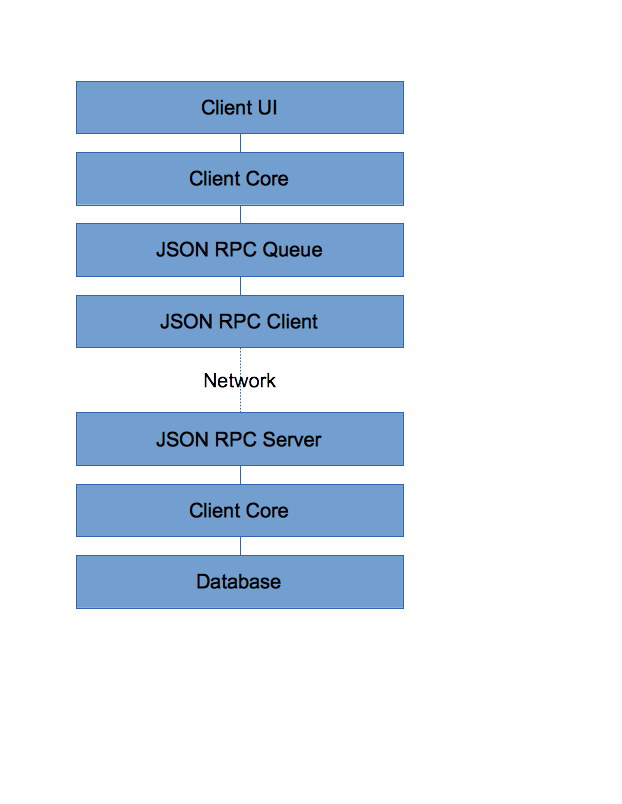 Client UI
Client Core
JSON RPC Queue
JSON RPC Client
Network
JSON RPC Server
Client Core
Database